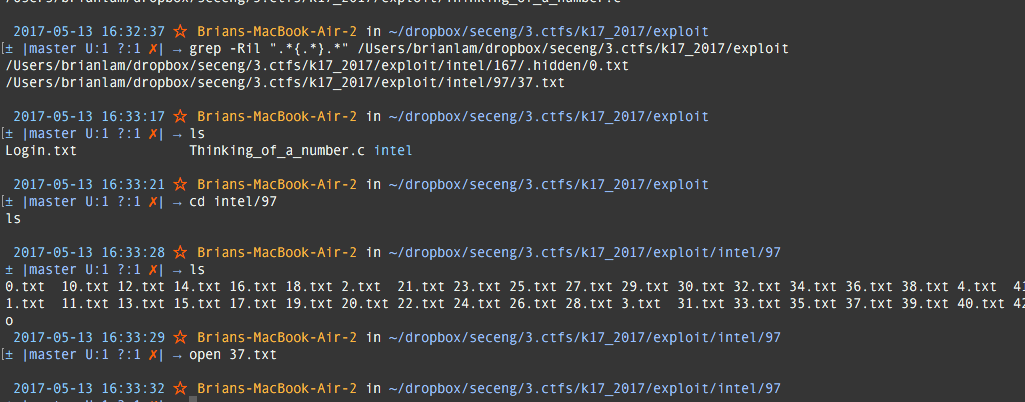 /Users/brianlam/dropbox/seceng/3.ctfs/k17_2017/exploit/Thinking_of_a_number.c
2017-05-13 16:32:37 ☆ Brians-MacBook-Air-2 in ~/dropbox/seceng/3.ctfs/k17_2017/exploit
[± |master U:1 ?:1 ✗| → grep -Ril ".*{.*}.*" /Users/brianlam/dropbox/seceng/3.ctfs/k17_2017/exploit
/Users/brianlam/dropbox/seceng/3.ctfs/k17_2017/exploit/intel/167/.hidden/0.txt
/Users/brianlam/dropbox/seceng/3.ctfs/k17_2017/exploit/intel/97/37.txt
2017-05-13 16:33:17 ☆ Brians-MacBook-Air-2 in ~/dropbox/seceng/3.ctfs/k17_2017/exploit
[± |master U:1 ?:1 ✗| → ls
Login.txt Thinking_of_a_number.c intel
2017-05-13 16:33:21 ☆ Brians-MacBook-Air-2 in ~/dropbox/seceng/3.ctfs/k17_2017/exploit
[± |master U:1 ?:1 ✗| → cd intel/97
ls
2017-05-13 16:33:28 ☆ Brians-MacBook-Air-2 in ~/dropbox/seceng/3.ctfs/k17_2017/exploit/intel/97
± |master U:1 ?:1 ✗| → ls
0.txt 10.txt 12.txt 14.txt 16.txt 18.txt 2.txt 21.txt 23.txt 25.txt 27.txt 29.txt 30.txt 32.txt 34.txt 36.txt 38.txt 4.txt 41
1.txt 11.txt 13.txt 15.txt 17.txt 19.txt 20.txt 22.txt 24.txt 26.txt 28.txt 3.txt 31.txt 33.txt 35.txt 37.txt 39.txt 40.txt 42
o
2017-05-13 16:33:29 ☆ Brians-MacBook-Air-2 in ~/dropbox/seceng/3.ctfs/k17_2017/exploit/intel/97
[± |master U:1 ?:1 ✗| → open 37.txt
2017-05-13 16:33:32 ☆ Brians-MacBook-Air-2 in ~/dropbox/seceng/3.ctfs/k17_2017/exploit/intel/97